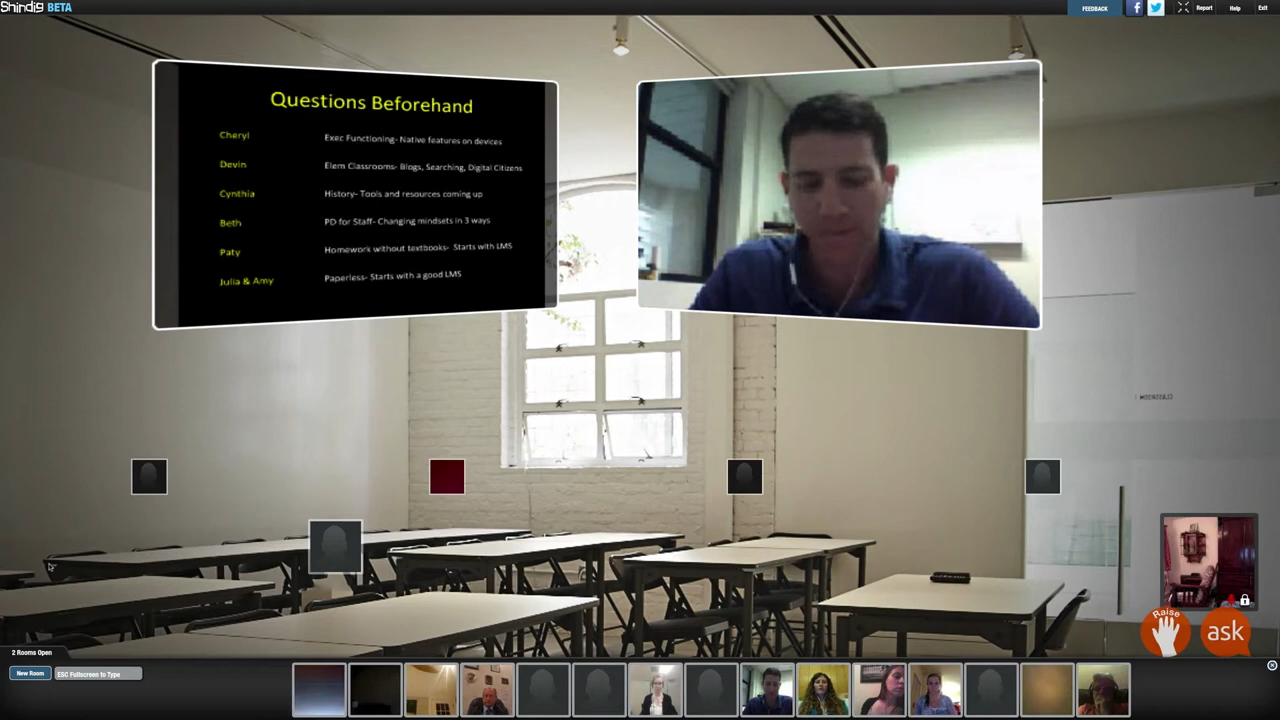 Shindig BETA
FEEDBACK
Report
Help
Exit
Questions Beforehand
Cheryl Exec Functioning- Native features on devices
Devin Elem Classrooms- Blogs, Searching, Digital Citizens
Cynthia History- Tools and resources coming up
Beth PD for Staff- Changing mindsets in 3 ways
Paty Homework without textbooks- Starts with LMS
Julia & Amy Paperless- Starts with a good LMS
Raise
ask
2 Rooms Open
New Room
ESC Fullscreen to Type